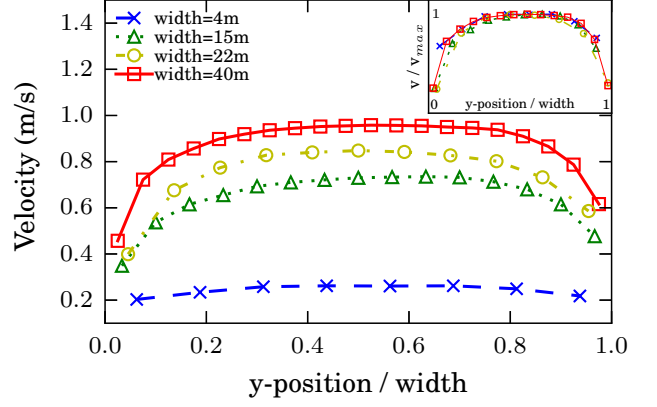 1.4
1.2
1.0
0.8
0.6
0.4
0.2
Velocity (m/s)
width=4m
width=15m
width=22m
width=40m
1
v / v_max
0
y-position / width
1
0.0 0.2 0.4 0.6 0.8 1.0
y-position / width